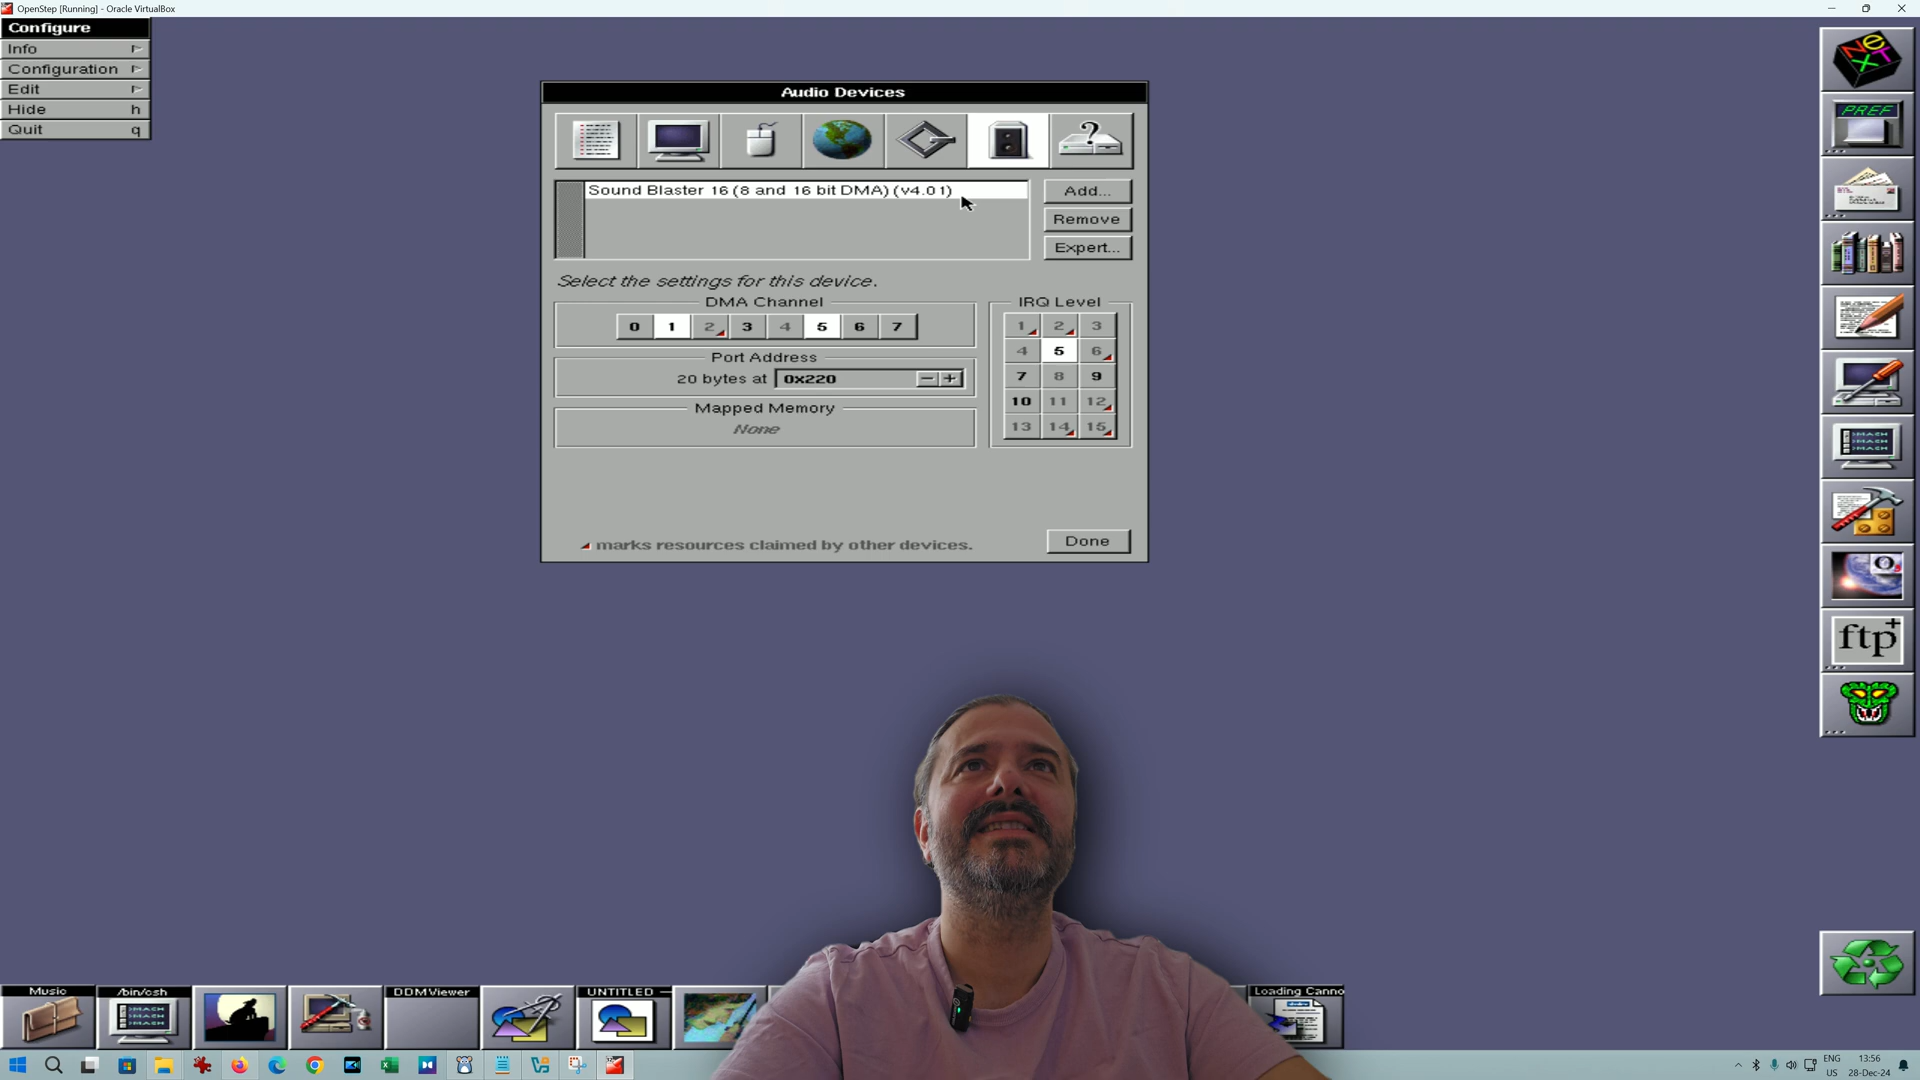 OpenStep [Running] - Oracle VirtualBox
Configure
Info
Configuration
Edit
Hide h
Quit q
Audio Devices
Sound Blaster 16 (8 and 16 bit DMA) (v4.01)
Add...
Remove
Expert...
Select the settings for this device.
DMA Channel
0 1 2 3 4 5 6 7
Port Address
20 bytes at 0x220 − +
Mapped Memory
None
IRQ Level
1 2 3
4 5 6
7 8 9
10 11 12
13 14 15
marks resources claimed by other devices.
Done
NeXT
PREF
ftp+
Music
/bin/csh
DDMViewer
UNTITLED —
Loading Canno
ENG
US
13:56
28-Dec-24